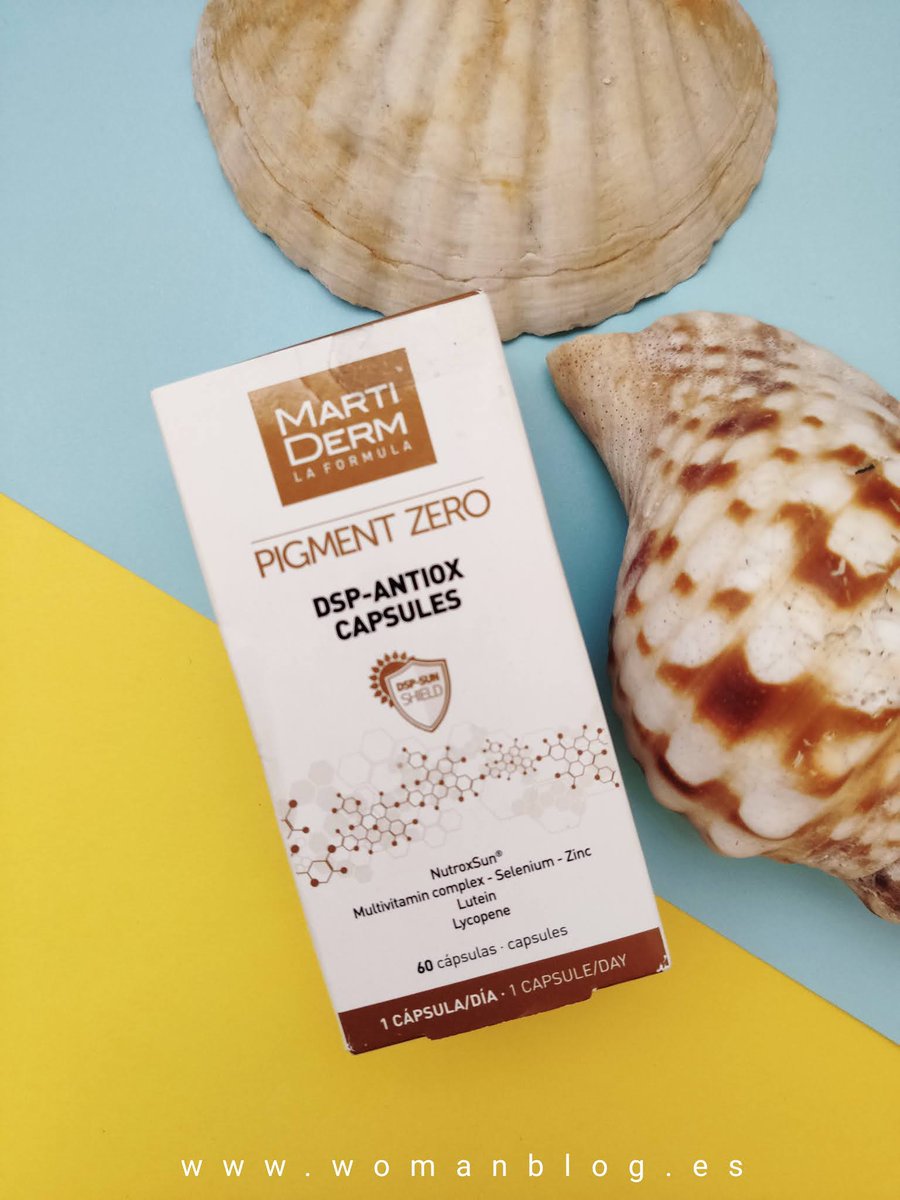 MARTI
DERM
LA FORMULA
PIGMENT ZERO
DSP-ANTIOX
CAPSULES
DSP-SUN
SHIELD
NutroxSun®
Multivitamin complex - Selenium - Zinc
Lutein
Lycopene
60 cápsulas · capsules
1 CÁPSULA/DÍA · 1 CAPSULE/DAY
www.womanblog.es